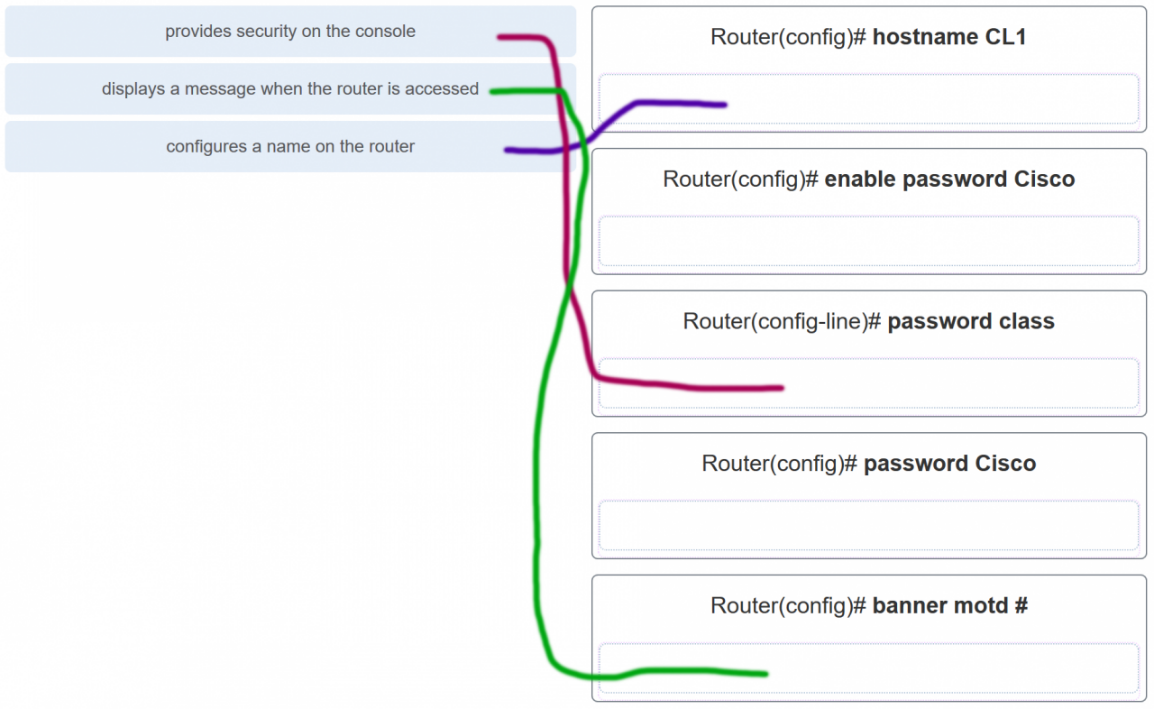 provides security on the console
displays a message when the router is accessed
configures a name on the router
Router(config)# hostname CL1
Router(config)# enable password Cisco
Router(config-line)# password class
Router(config)# password Cisco
Router(config)# banner motd #